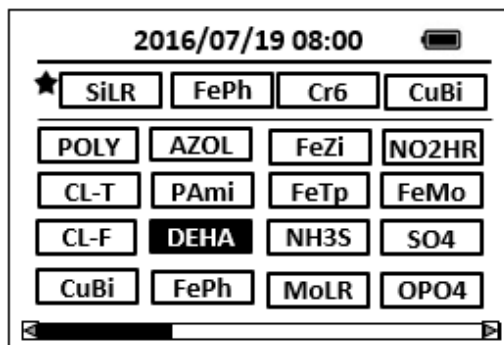 2016/07/19 08:00
SiLR FePh Cr6 CuBi
POLY AZOL FeZi NO2HR
CL-T PAmi FeTp FeMo
CL-F DEHA NH3S SO4
CuBi FePh MoLR OPO4